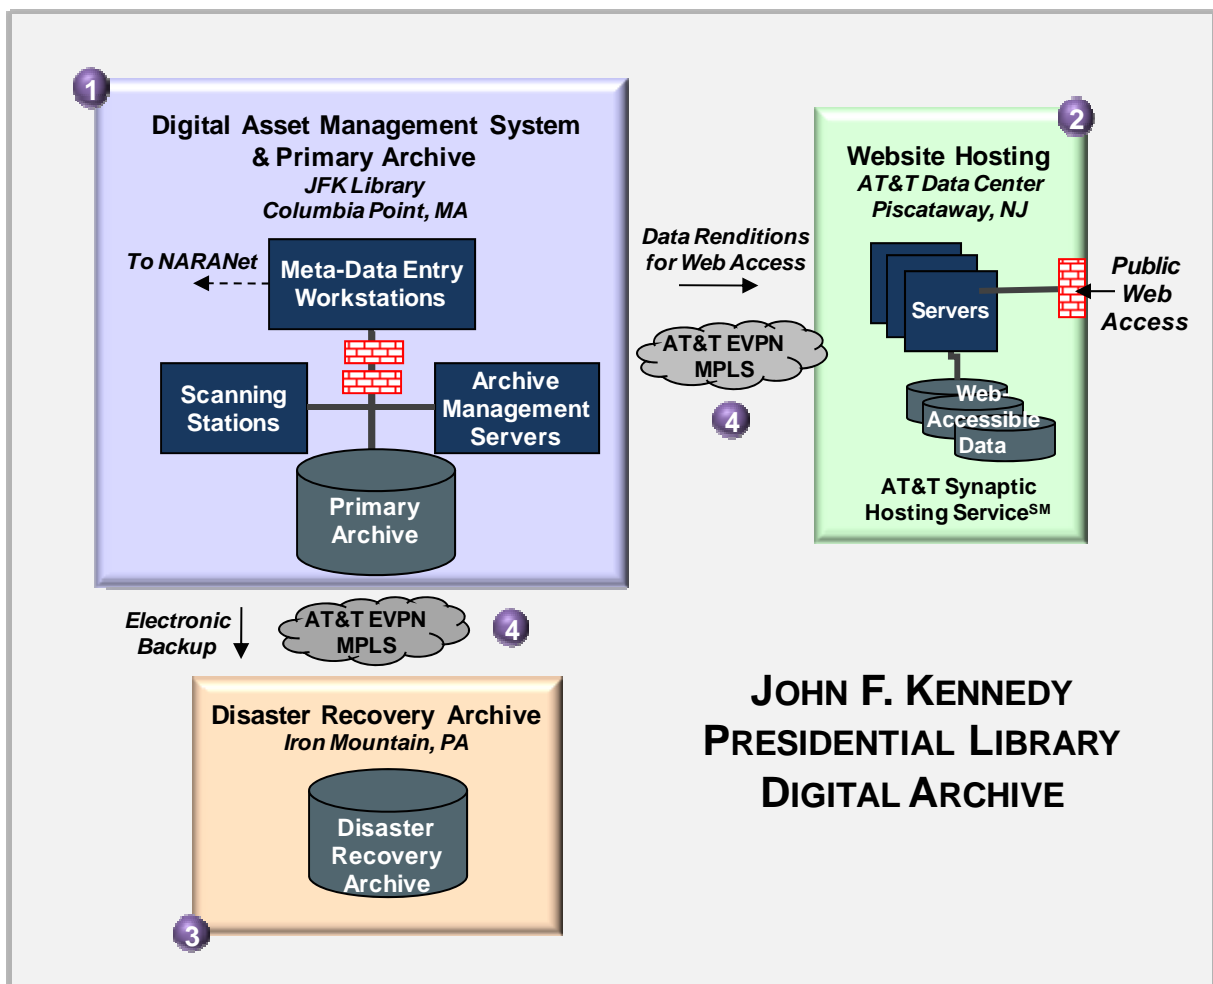 1
Digital Asset Management System
& Primary Archive
JFK Library
Columbia Point, MA
To NARANet
Meta-Data Entry
Workstations
Scanning
Stations
Archive
Management
Servers
Primary
Archive
Data Renditions
for Web Access
AT&T EVPN
MPLS
4
2
Website Hosting
AT&T Data Center
Piscataway, NJ
Servers
Public
Web
Access
Web-
Accessible
Data
AT&T Synaptic
Hosting ServiceSM
Electronic
Backup
AT&T EVPN
MPLS
4
Disaster Recovery Archive
Iron Mountain, PA
Disaster
Recovery
Archive
3
JOHN F. KENNEDY
PRESIDENTIAL LIBRARY
DIGITAL ARCHIVE